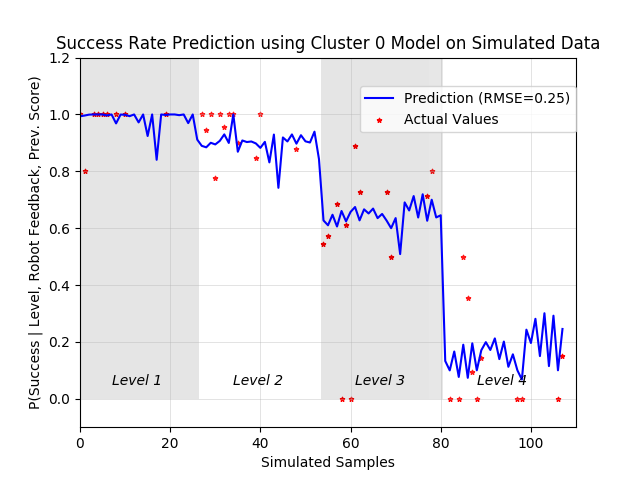 Success Rate Prediction using Cluster 0 Model on Simulated Data
P(Success | Level, Robot Feedback, Prev. Score)
1.2
1.0
0.8
0.6
0.4
0.2
0.0
Prediction (RMSE=0.25)
Actual Values
Level 1
Level 2
Level 3
Level 4
0
20
40
60
80
100
Simulated Samples